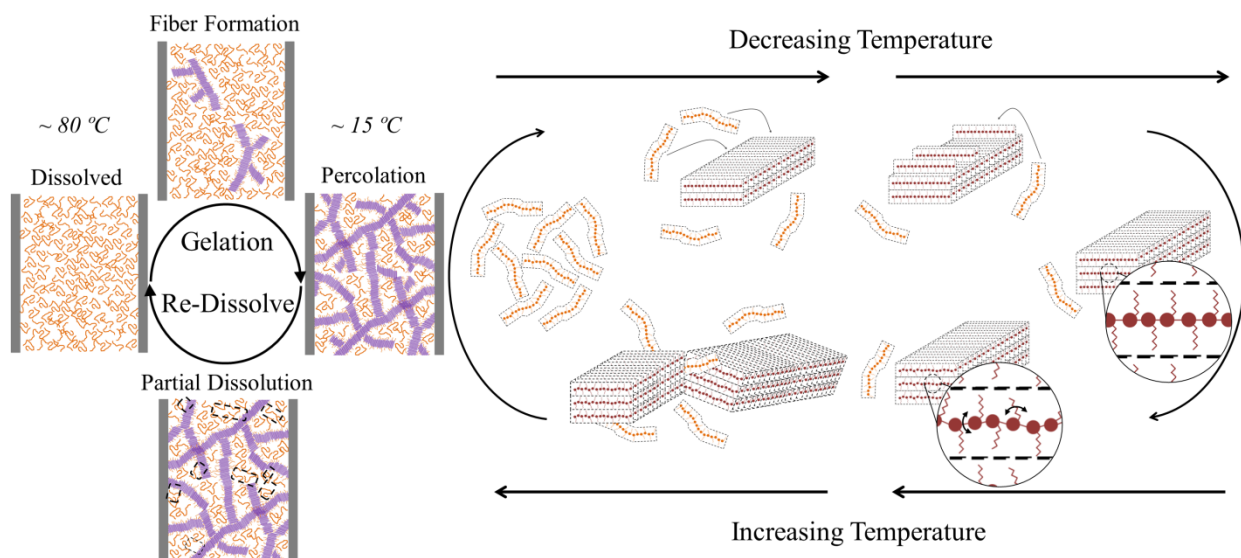 Fiber Formation
Decreasing Temperature
~ 80 ºC
~ 15 ºC
Dissolved
Percolation
Gelation
Re-Dissolve
Partial Dissolution
Increasing Temperature